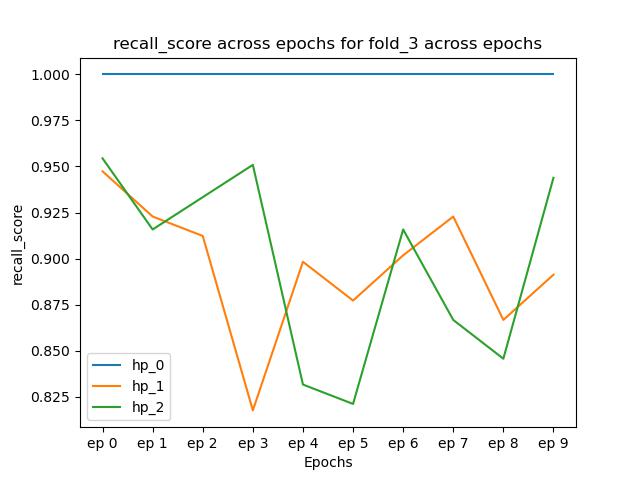 recall_score across epochs for fold_3 across epochs
1.000
0.975
0.950
0.925
0.900
0.875
0.850
0.825
recall_score
hp_0
hp_1
hp_2
ep 0 ep 1 ep 2 ep 3 ep 4 ep 5 ep 6 ep 7 ep 8 ep 9
Epochs